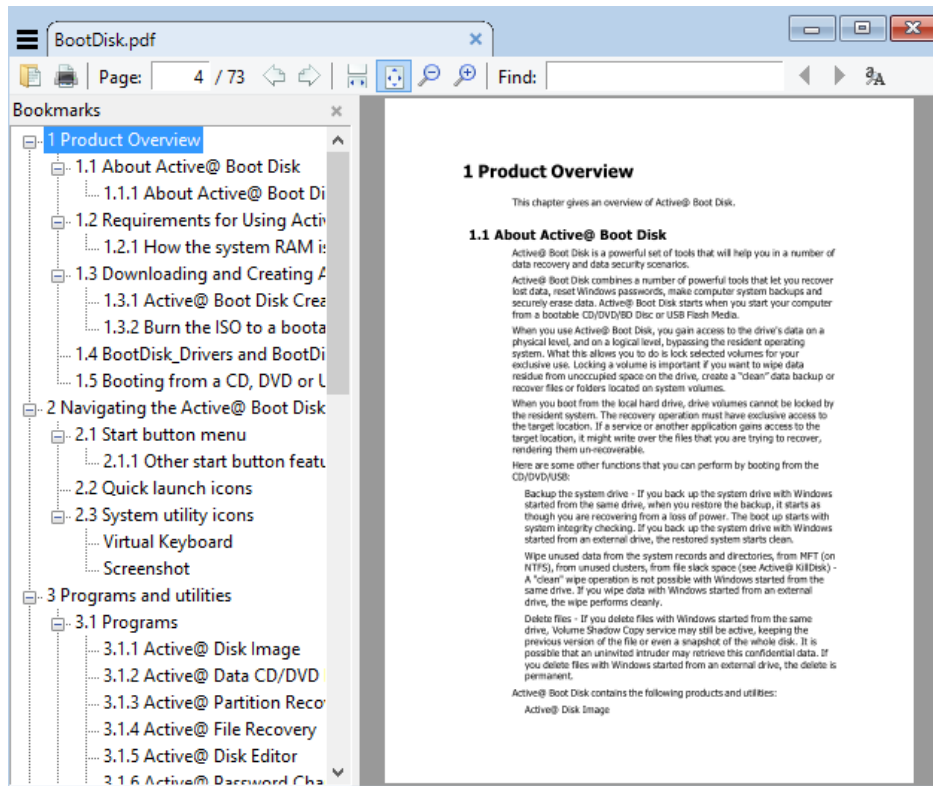 BootDisk.pdf
Page: 4 / 73 Find:
Bookmarks
1 Product Overview
1.1 About Active@ Boot Disk
1.1.1 About Active@ Boot Di
1.2 Requirements for Using Activ
1.2.1 How the system RAM is
1.3 Downloading and Creating A
1.3.1 Active@ Boot Disk Crea
1.3.2 Burn the ISO to a boota
1.4 BootDisk_Drivers and BootDi
1.5 Booting from a CD, DVD or U
2 Navigating the Active@ Boot Disk
2.1 Start button menu
2.1.1 Other start button featu
2.2 Quick launch icons
2.3 System utility icons
Virtual Keyboard
Screenshot
3 Programs and utilities
3.1 Programs
3.1.1 Active@ Disk Image
3.1.2 Active@ Data CD/DVD
3.1.3 Active@ Partition Reco
3.1.4 Active@ File Recovery
3.1.5 Active@ Disk Editor
3.1.6 Active@ Password Cha
1 Product Overview
This chapter gives an overview of Active@ Boot Disk.
1.1 About Active@ Boot Disk
Active@ Boot Disk is a powerful set of tools that will help you in a number of
data recovery and data security scenarios.
Active@ Boot Disk combines a number of powerful tools that let you recover
lost data, reset Windows passwords, make computer system backups and
securely erase data. Active@ Boot Disk starts when you start your computer
from a bootable CD/DVD/BD Disc or USB Flash Media.
When you use Active@ Boot Disk, you gain access to the drive's data on a
physical level, and on a logical level, bypassing the resident operating
system. What this allows you to do is lock selected volumes for your
exclusive use. Locking a volume is important if you want to wipe data
residue from unoccupied space on the drive, create a "clean" data backup or
recover files or folders located on system volumes.
When you boot from the local hard drive, drive volumes cannot be locked by
the resident system. The recovery operation must have exclusive access to
the target location. If a service or another application gains access to the
target location, it might write over the files that you are trying to recover,
rendering them un-recoverable.
Here are some other functions that you can perform by booting from the
CD/DVD/USB:
Backup the system drive - If you back up the system drive with Windows
started from the same drive, when you restore the backup, it starts as
though you are recovering from a loss of power. The boot up starts with
system integrity checking. If you back up the system drive with Windows
started from an external drive, the restored system starts clean.
Wipe unused data from the system records and directories, from MFT (on
NTFS), from unused clusters, from file slack space (see Active@ KillDisk) -
A "clean" wipe operation is not possible with Windows started from the
same drive. If you wipe data with Windows started from an external
drive, the wipe performs cleanly.
Delete files - If you delete files with Windows started from the same
drive, Volume Shadow Copy service may still be active, keeping the
previous version of the file or even a snapshot of the whole disk. It is
possible that an uninvited intruder may retrieve this confidential data. If
you delete files with Windows started from an external drive, the delete is
permanent.
Active@ Boot Disk contains the following products and utilities:
Active@ Disk Image